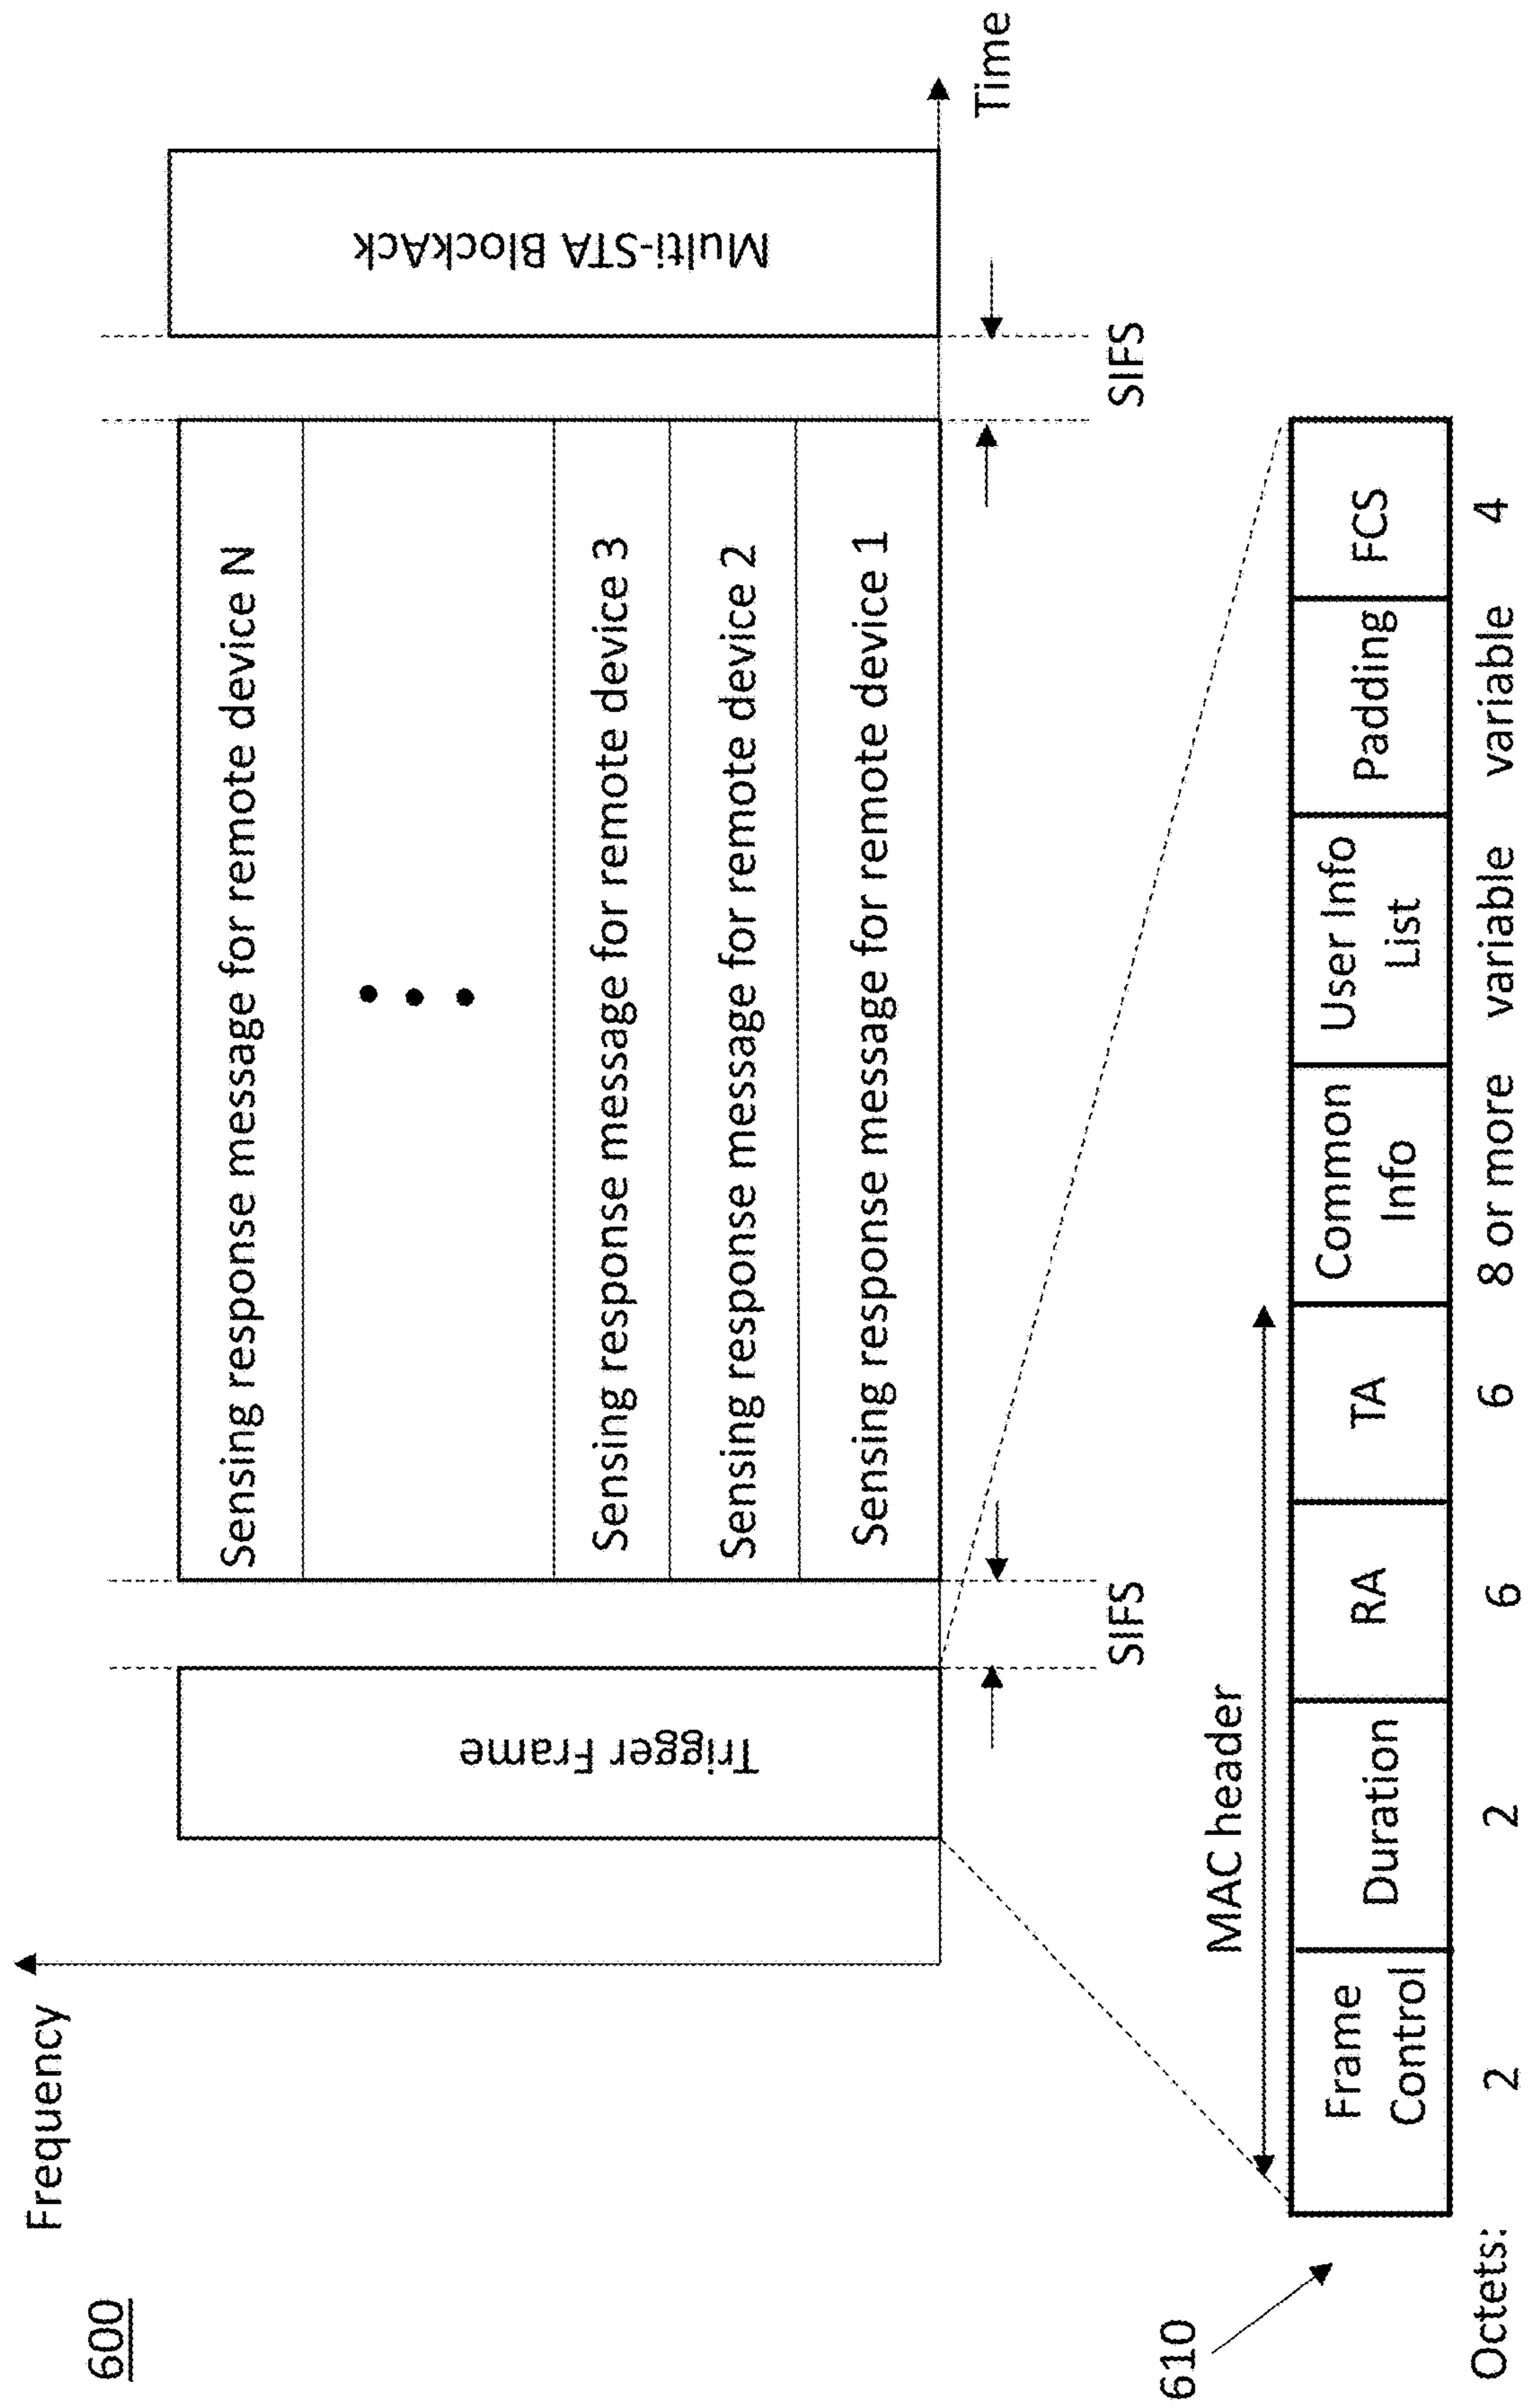 600
Frequency
Trigger Frame
Sensing response message for remote device N
Sensing response message for remote device 3
Sensing response message for remote device 2
Sensing response message for remote device 1
Multi-STA BlockAck
Time
SIFS
SIFS
610
MAC header
Frame
Control
Duration
RA
TA
Common
Info
User Info
List
Padding
FCS
Octets:
2
2
6
6
8 or more
variable
variable
4